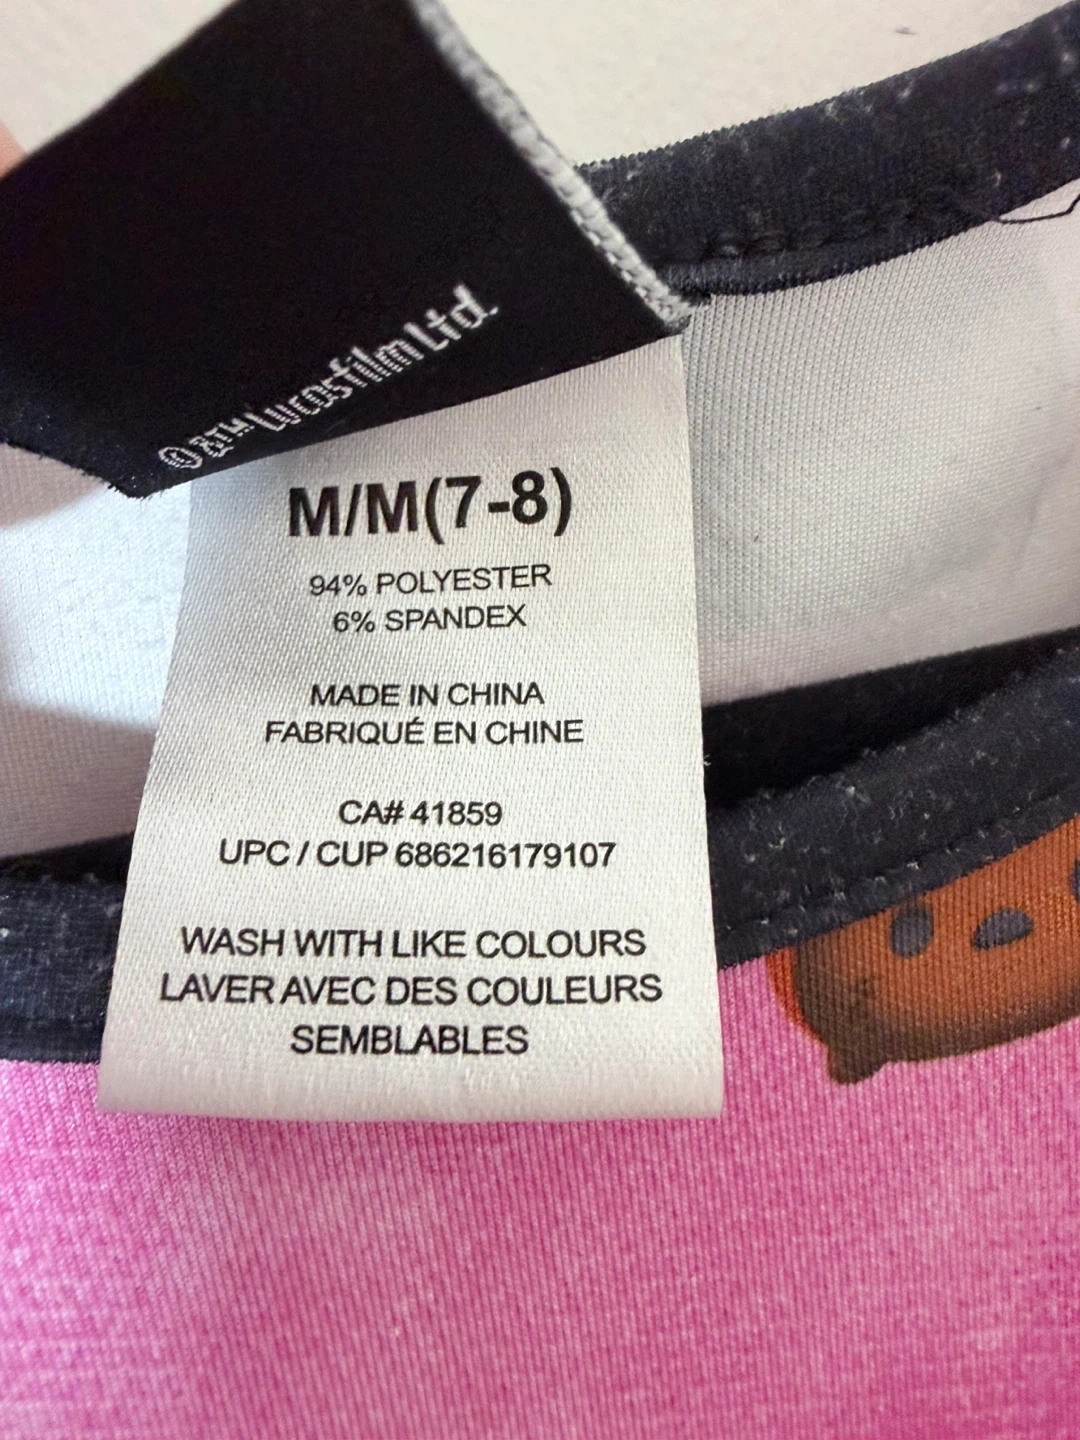 ©&™ Lucasfilm Ltd.
M/M(7-8)
94% POLYESTER
6% SPANDEX
MADE IN CHINA
FABRIQUÉ EN CHINE
CA# 41859
UPC / CUP 686216179107
WASH WITH LIKE COLOURS
LAVER AVEC DES COULEURS
SEMBLABLES